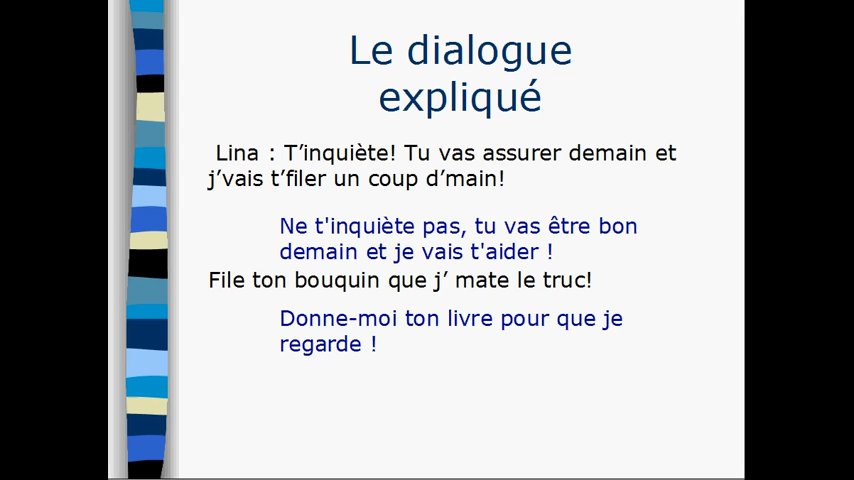 Le dialogue
expliqué
Lina : T’inquiète! Tu vas assurer demain et
j’vais t’filer un coup d’main!
Ne t'inquiète pas, tu vas être bon
demain et je vais t'aider !
File ton bouquin que j’ mate le truc!
Donne-moi ton livre pour que je
regarde !